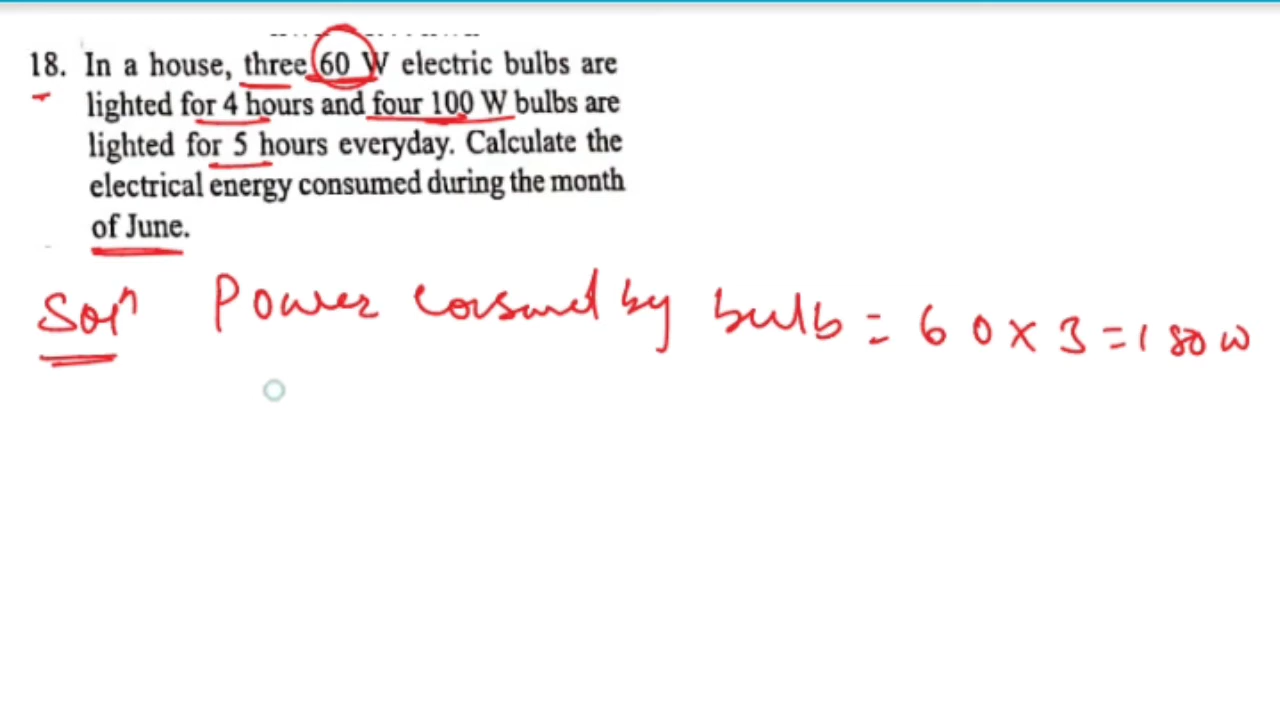 18. In a house, three 60 W electric bulbs are
lighted for 4 hours and four 100 W bulbs are
lighted for 5 hours everyday. Calculate the
electrical energy consumed during the month
of June.
Solⁿ Power consumed by bulb = 60 x 3 = 180 W